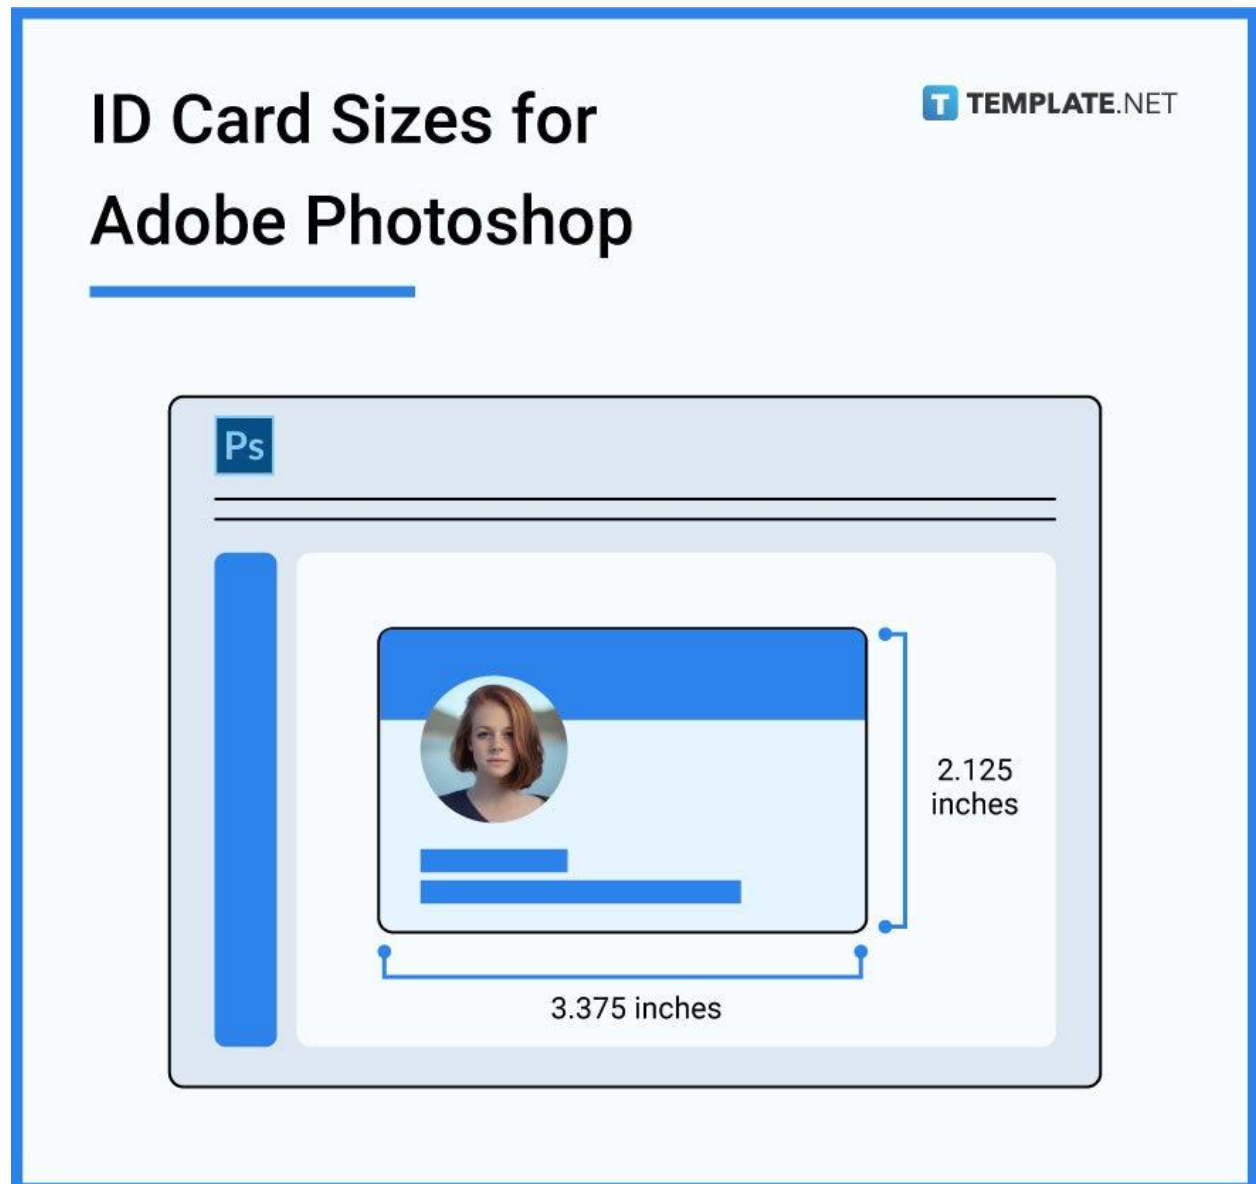 ID Card Sizes for
Adobe Photoshop
T TEMPLATE.NET
Ps
2.125
inches
3.375 inches